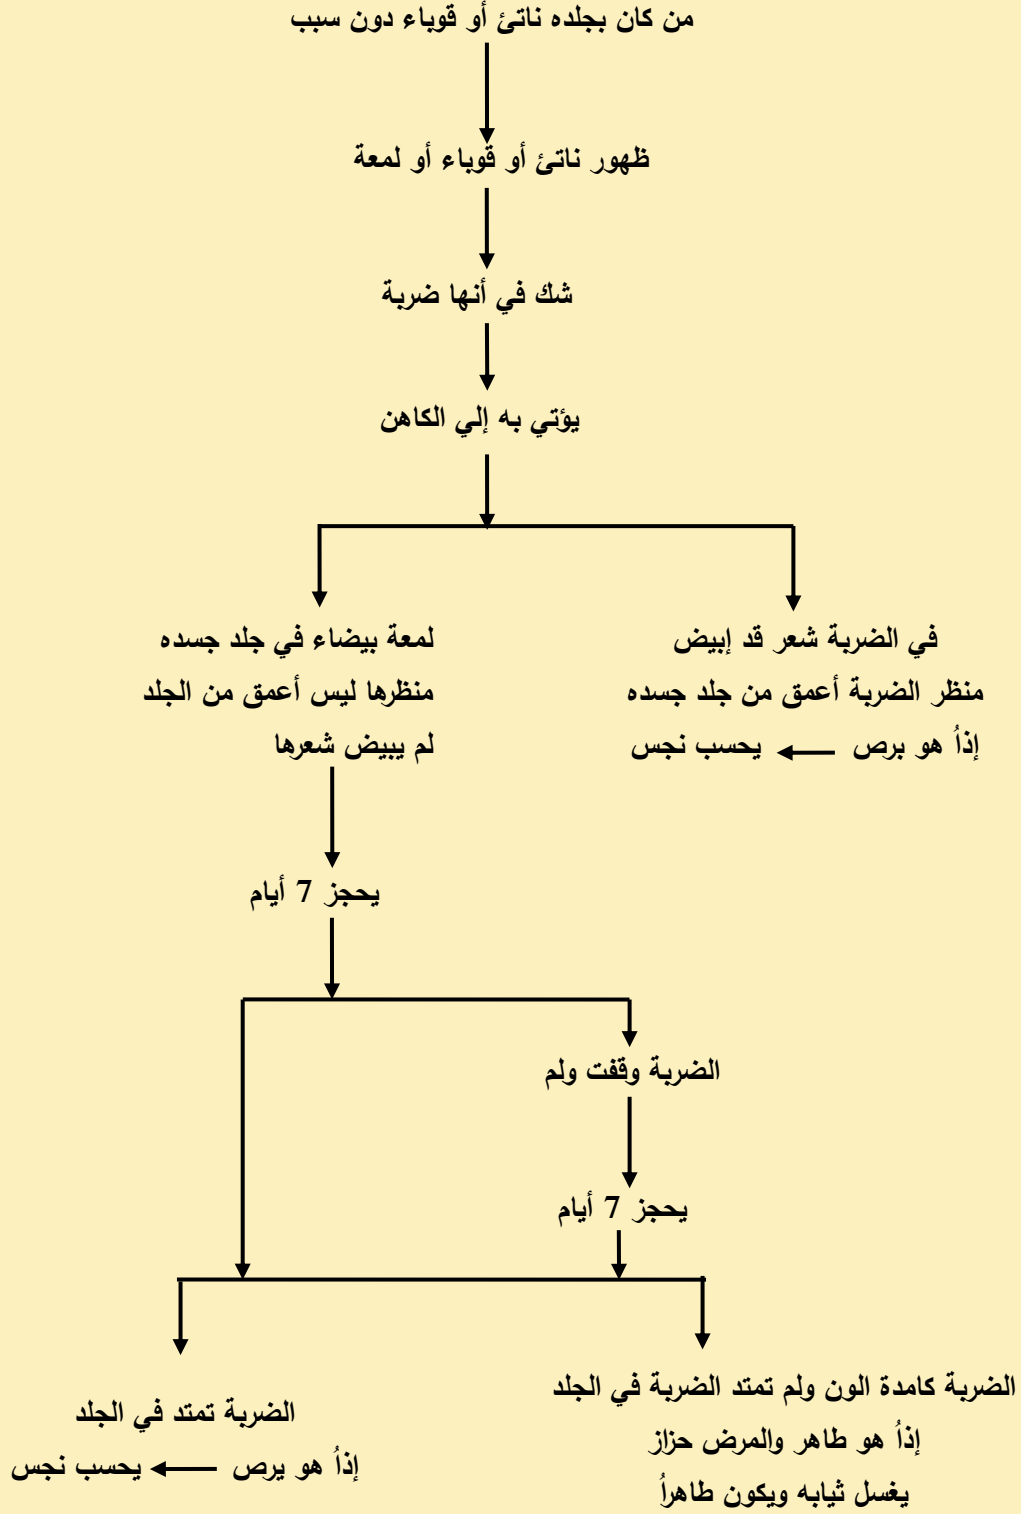 من كان بجلده ناتئ أو قوباء دون سبب
ظهور ناتئ أو قوباء أو لمعة
شك في أنها ضربة
يؤتي به إلي الكاهن
في الضربة شعر قد إبيض
منظر الضربة أعمق من جلد جسده
إذاُ هو برص يحسب نجس
لمعة بيضاء في جلد جسده
منظرها ليس أعمق من الجلد
لم يبيض شعرها
يحجز 7 أيام
الضربة وقفت ولم
يحجز 7 أيام
الضربة كامدة الون ولم تمتد الضربة في الجلد
إذاُ هو طاهر والمرض حزاز
يغسل ثيابه ويكون طاهراُ
الضربة تمتد في الجلد
إذاُ هو يرص يحسب نجس